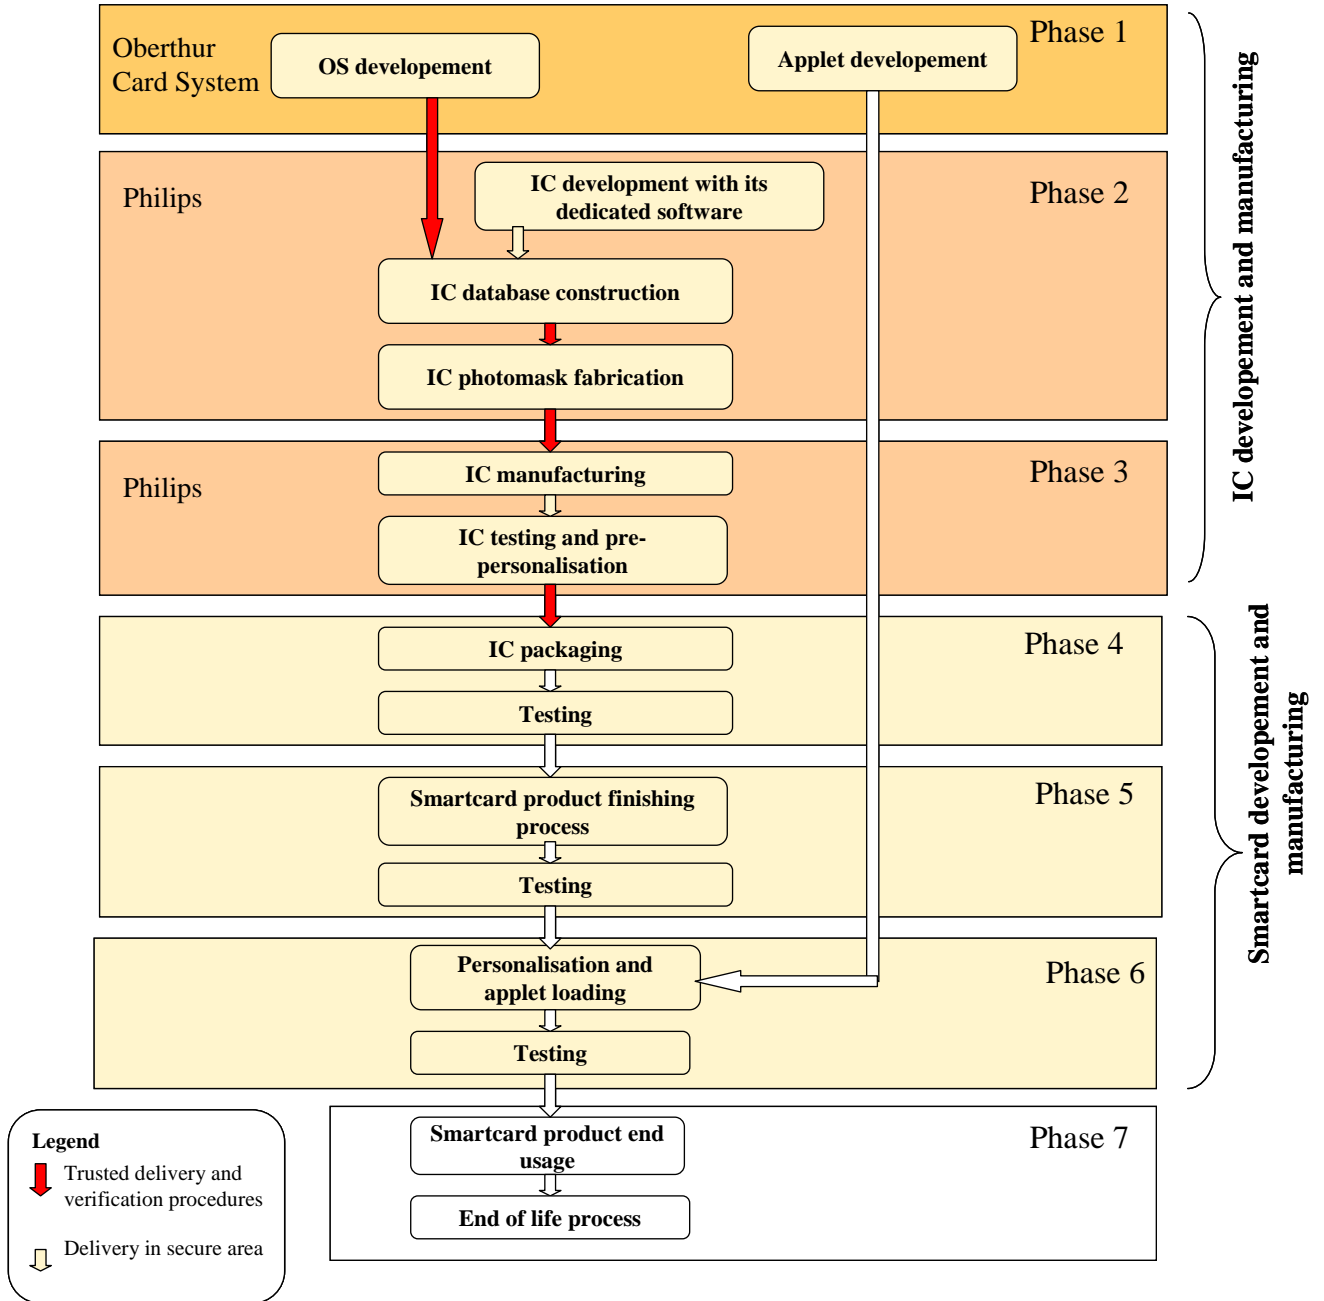 Oberthur
Card System
OS developement
Applet developement
Phase 1
Philips
IC development with its
dedicated software
Phase 2
IC database construction
IC photomask fabrication
Philips
IC manufacturing
Phase 3
IC testing and pre-
personalisation
IC developement and manufacturing
IC packaging
Phase 4
Testing
Smartcard product finishing
process
Phase 5
Testing
Personalisation and
applet loading
Phase 6
Testing
Smartcard developement and
manufacturing
Smartcard product end
usage
Phase 7
End of life process
Legend
Trusted delivery and
verification procedures
Delivery in secure area